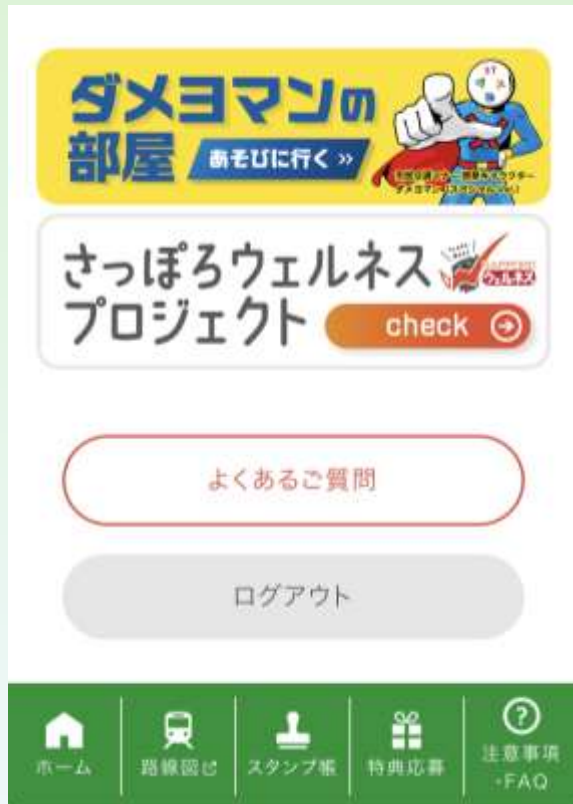 ダメヨマンの
部屋
あそびに行く »
さっぽろウェルネス
プロジェクト
ウェルネス
check
よくあるご質問
ログアウト
ホーム
路線図
スタンプ帳
特典応募
注意事項
・FAQ